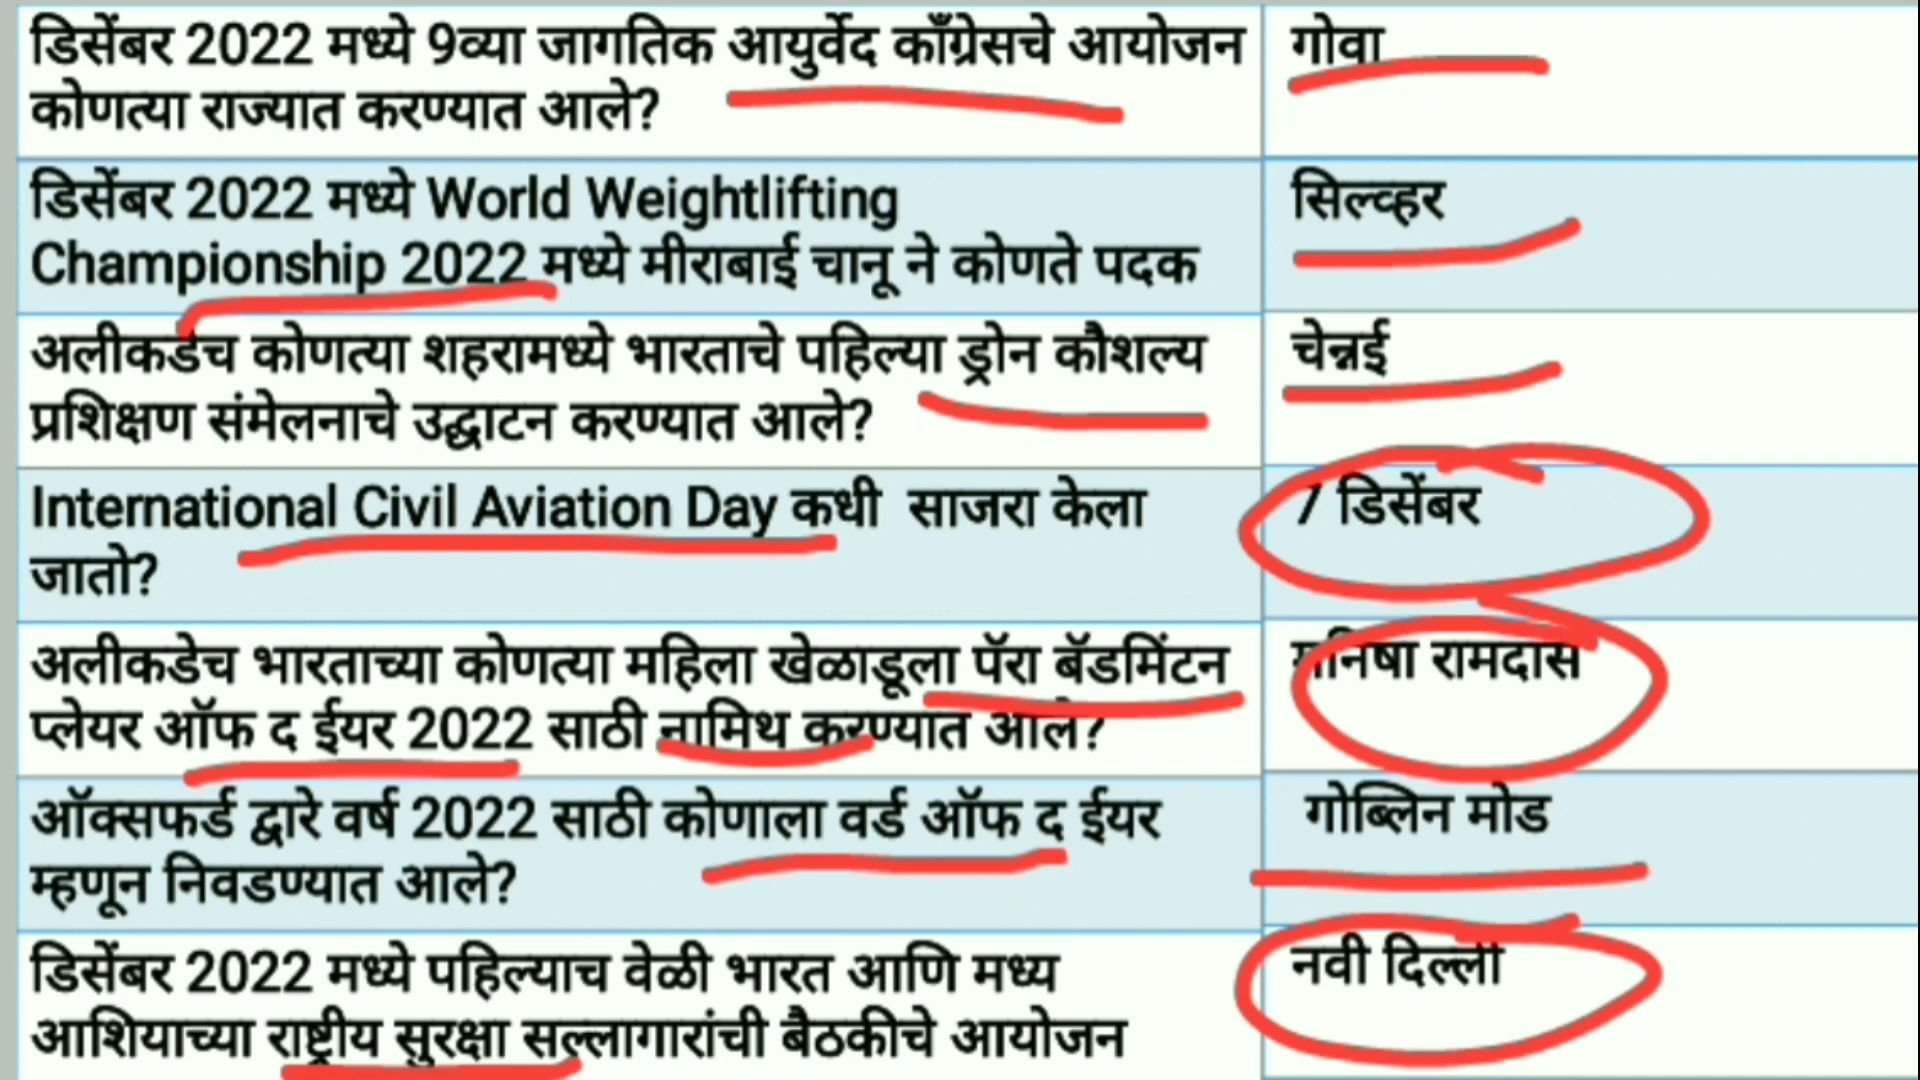 डिसेंबर 2022 मध्ये 9व्या जागतिक आयुर्वेद काँग्रेसचे आयोजन
कोणत्या राज्यात करण्यात आले?
गोवा
डिसेंबर 2022 मध्ये World Weightlifting
Championship 2022 मध्ये मीराबाई चानू ने कोणते पदक
सिल्व्हर
अलीकडेच कोणत्या शहरामध्ये भारताचे पहिल्या ड्रोन कौशल्य
प्रशिक्षण संमेलनाचे उद्घाटन करण्यात आले?
चेन्नई
International Civil Aviation Day कधी साजरा केला
जातो?
7 डिसेंबर
अलीकडेच भारताच्या कोणत्या महिला खेळाडूला पॅरा बॅडमिंटन
प्लेयर ऑफ द ईयर 2022 साठी नामिथ करण्यात आले?
मनिषा रामदास
ऑक्सफर्ड द्वारे वर्ष 2022 साठी कोणाला वर्ड ऑफ द ईयर
म्हणून निवडण्यात आले?
गोब्लिन मोड
डिसेंबर 2022 मध्ये पहिल्याच वेळी भारत आणि मध्य
आशियाच्या राष्ट्रीय सुरक्षा सल्लागारांची बैठकीचे आयोजन
नवी दिल्ली